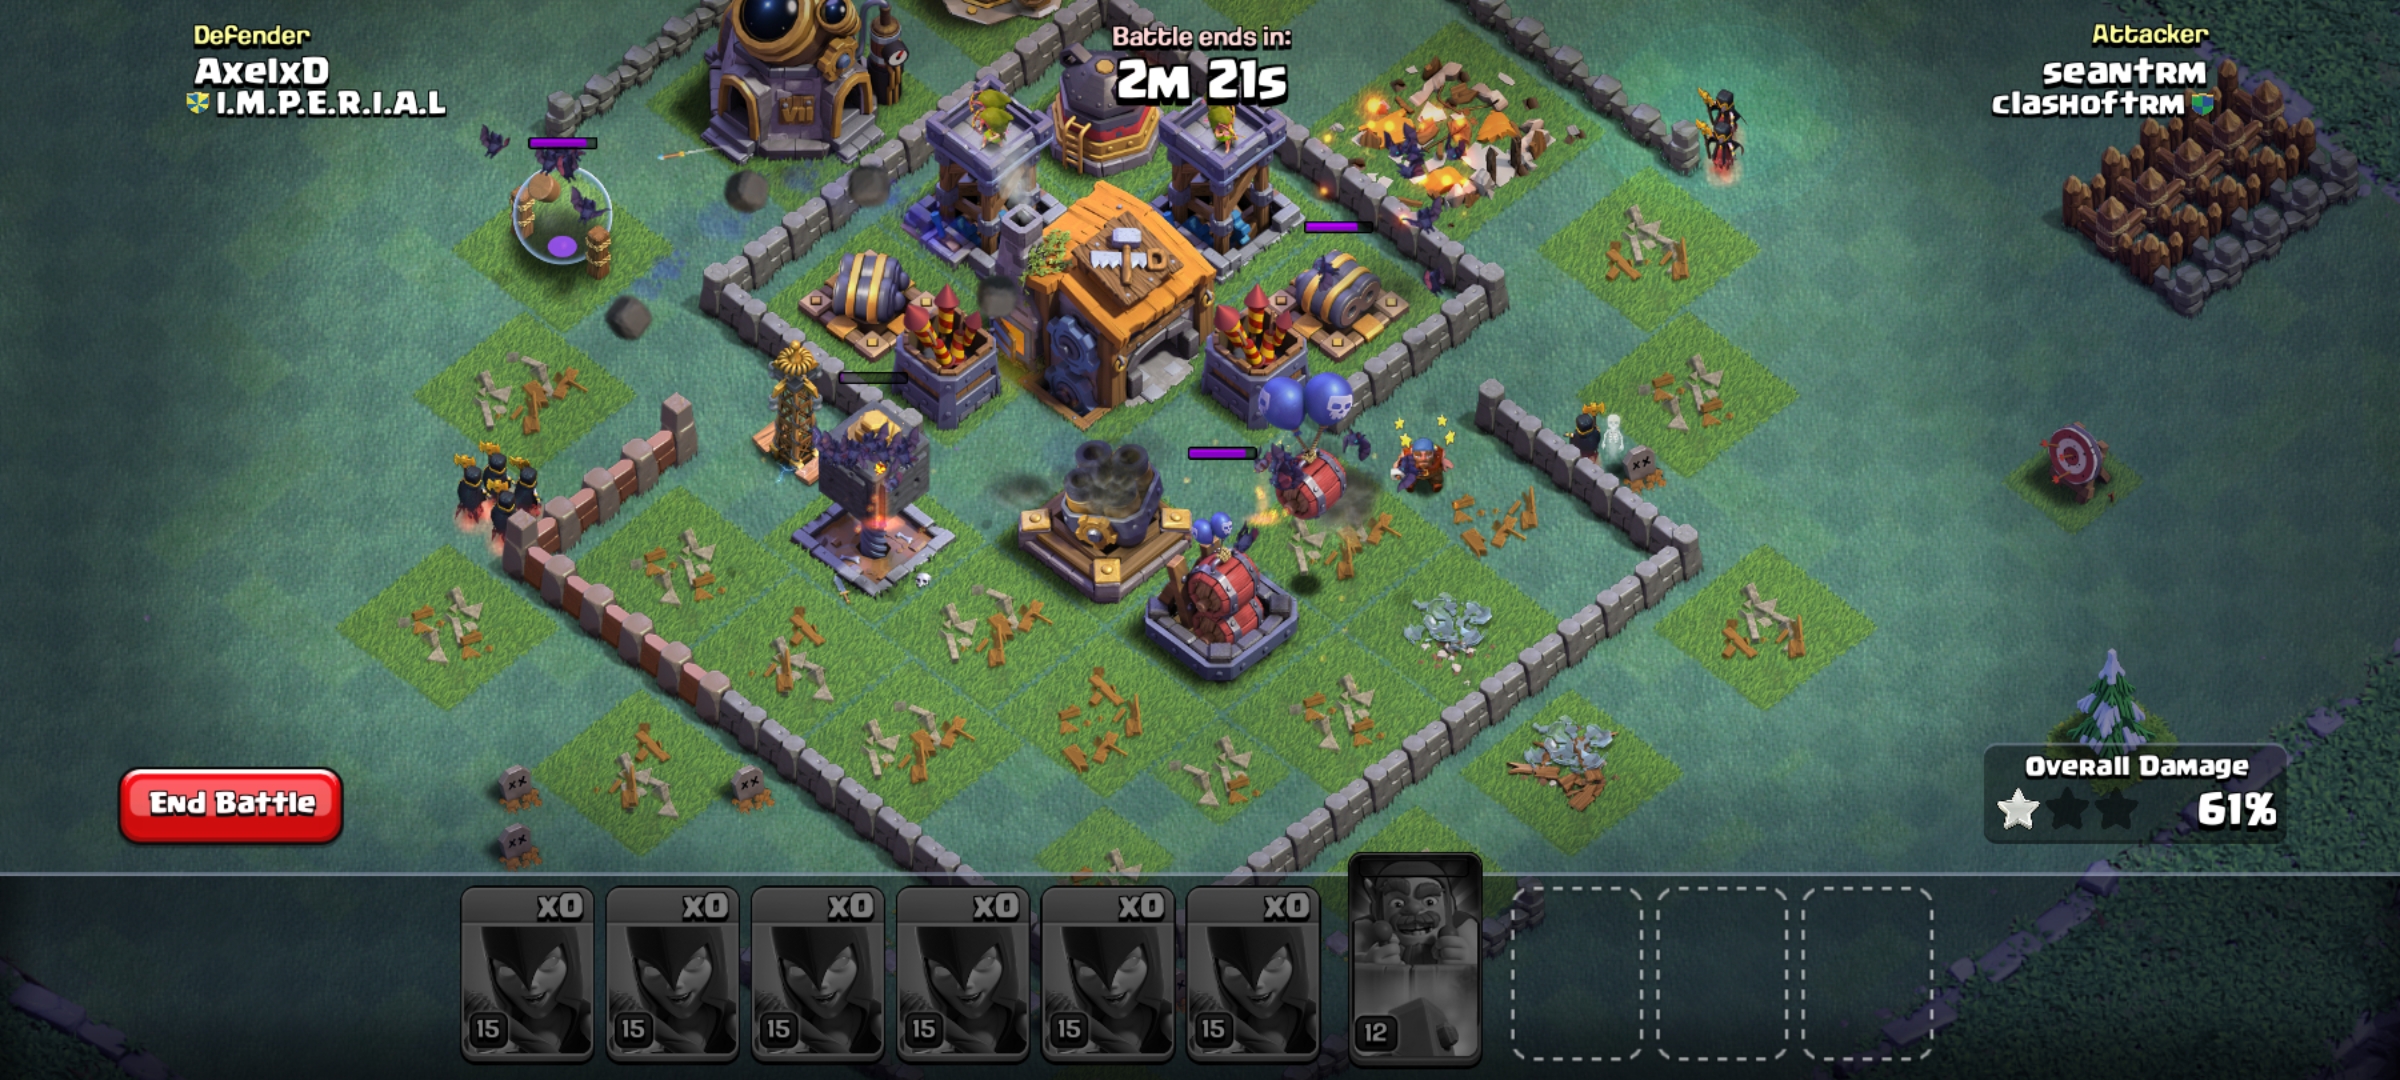 Defender
AxelxD
I.M.P.E.R.I.A.L
Battle ends in:
2M 21s
Attacker
seantrm
clashoftrm
VII
End Battle
Overall Damage
61%
x0 x0 x0 x0 x0 x0
15 15 15 15 15 15 12